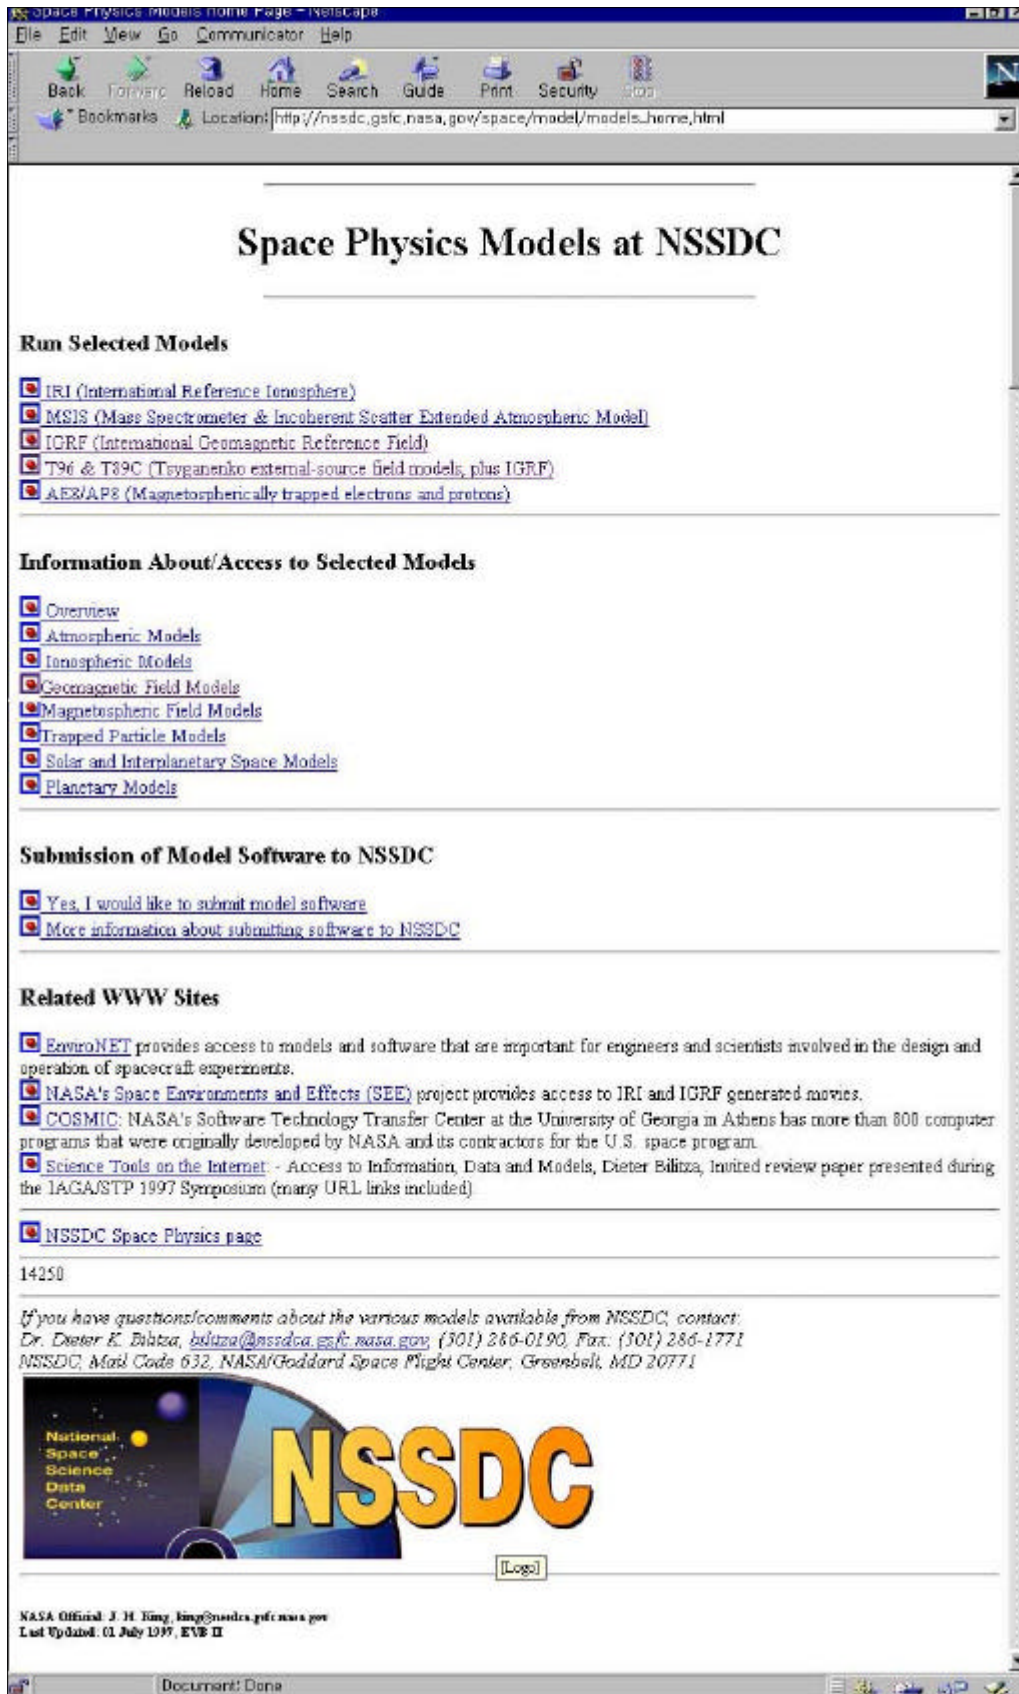 Space Physics Models Home Page - Netscape
File Edit View Go Communicator Help
Back Forward Reload Home Search Guide Print Security Stop
Bookmarks Location: http://nssdc.gsfc.nasa.gov/space/model/models_home.html
N
Space Physics Models at NSSDC
Run Selected Models
IRI (International Reference Ionosphere)
MSIS (Mass Spectrometer & Incoherent Scatter Extended Atmospheric Model)
IGRF (International Geomagnetic Reference Field)
T96 & T89C (Tsyganenko external-source field models, plus IGRF)
AE8/AP8 (Magnetospherically trapped electrons and protons)
Information About/Access to Selected Models
Overview
Atmospheric Models
Ionospheric Models
Geomagnetic Field Models
Magnetospheric Field Models
Trapped Particle Models
Solar and Interplanetary Space Models
Planetary Models
Submission of Model Software to NSSDC
Yes, I would like to submit model software
More information about submitting software to NSSDC
Related WWW Sites
EnviroNET provides access to models and software that are important for engineers and scientists involved in the design and
operation of spacecraft experiments.
NASA's Space Environments and Effects (SEE) project provides access to IRI and IGRF generated movies.
COSMIC: NASA's Software Technology Transfer Center at the University of Georgia in Athens has more than 800 computer
programs that were originally developed by NASA and its contractors for the U.S. space program.
Science Tools on the Internet: - Access to Information, Data and Models, Dieter Bilitza, Invited review paper presented during
the IAGA/STP 1997 Symposium (many URL links included)
NSSDC Space Physics page
14250
If you have questions/comments about the various models available from NSSDC, contact:
Dr. Dieter K. Bilitza, bilitza@nssdca.gsfc.nasa.gov, (301) 286-0190, Fax: (301) 286-1771
NSSDC, Mail Code 632, NASA/Goddard Space Flight Center, Greenbelt, MD 20771
National
Space
Science
Data
Center
NSSDC
[Logo]
NASA Official: J. H. King, king@nssdca.gsfc.nasa.gov
Last Updated: 01 July 1997, EVB II
Document: Done